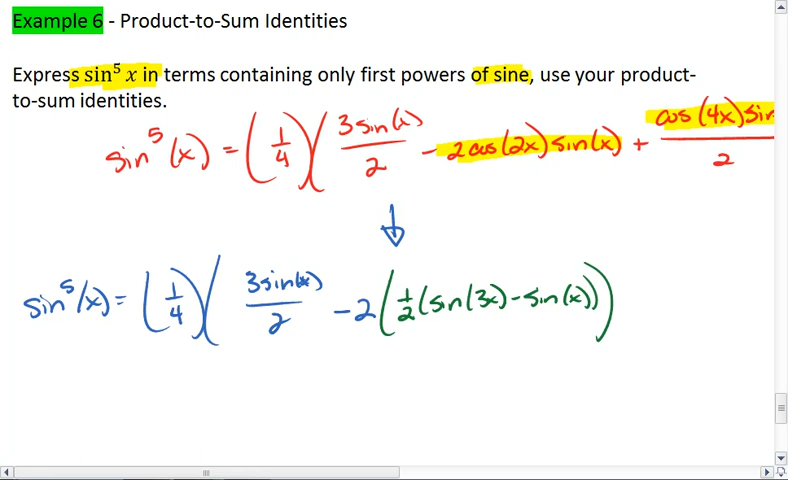 Example 6 - Product-to-Sum Identities
Express sin⁵ x in terms containing only first powers of sine, use your product-
to-sum identities.
sin⁵(x) = (1/4)(3sin(x)/2 - 2cos(2x)sin(x) + cos(4x)sin/2
sin⁵(x) = (1/4)(3sin(x)/2 - 2(1/2(sin(3x) - sin(x)))